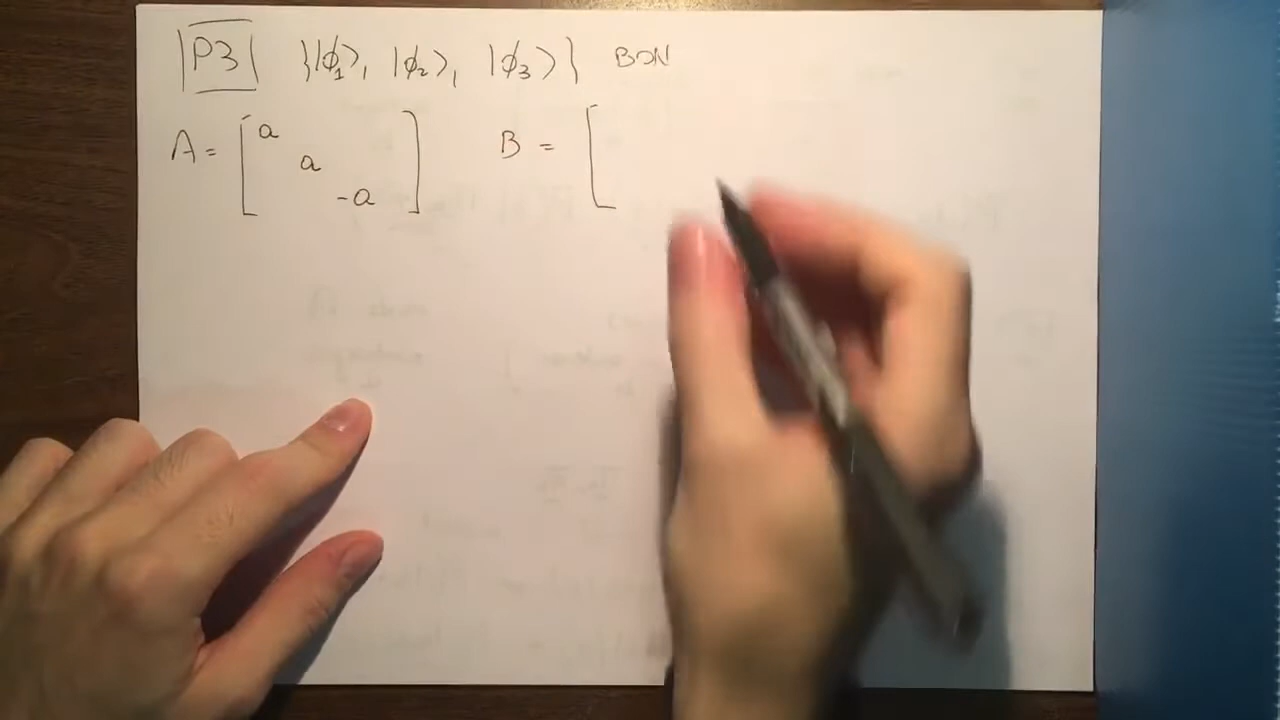 P3 {|ϕ₁⟩, |ϕ₂⟩, |ϕ₃⟩} BON
A = [ a B = [
a
-a ]